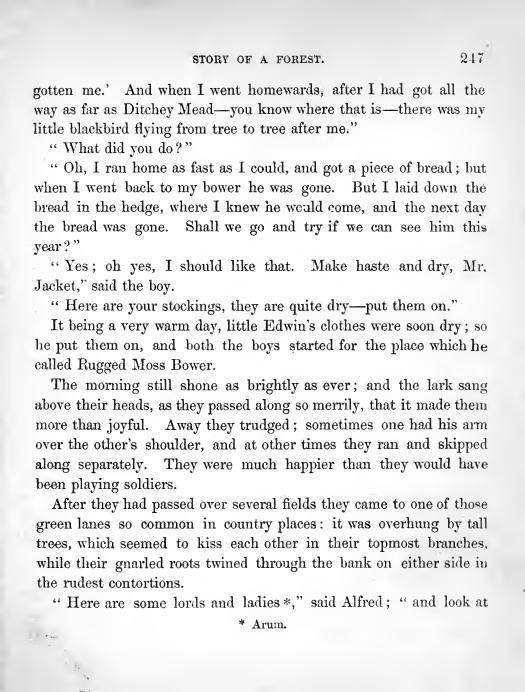 STORY OF A FOREST. 247
gotten me.' And when I went homewards, after I had got all the
way as far as Ditchey Mead—you know where that is—there was my
little blackbird flying from tree to tree after me."
" What did you do?"
" Oh, I ran home as fast as I could, and got a piece of bread; but
when I went back to my bower he was gone. But I laid down the
bread in the hedge, where I knew he would come, and the next day
the bread was gone. Shall we go and try if we can see him this
year?"
" Yes; oh yes, I should like that. Make haste and dry, Mr.
Jacket," said the boy.
" Here are your stockings, they are quite dry—put them on."
It being a very warm day, little Edwin's clothes were soon dry; so
he put them on, and both the boys started for the place which he
called Rugged Moss Bower.
The morning still shone as brightly as ever; and the lark sang
above their heads, as they passed along so merrily, that it made them
more than joyful. Away they trudged; sometimes one had his arm
over the other's shoulder, and at other times they ran and skipped
along separately. They were much happier than they would have
been playing soldiers.
After they had passed over several fields they came to one of those
green lanes so common in country places: it was overhung by tall
trees, which seemed to kiss each other in their topmost branches,
while their gnarled roots twined through the bank on either side in
the rudest contortions.
" Here are some lords and ladies *," said Alfred; " and look at
* Arum.